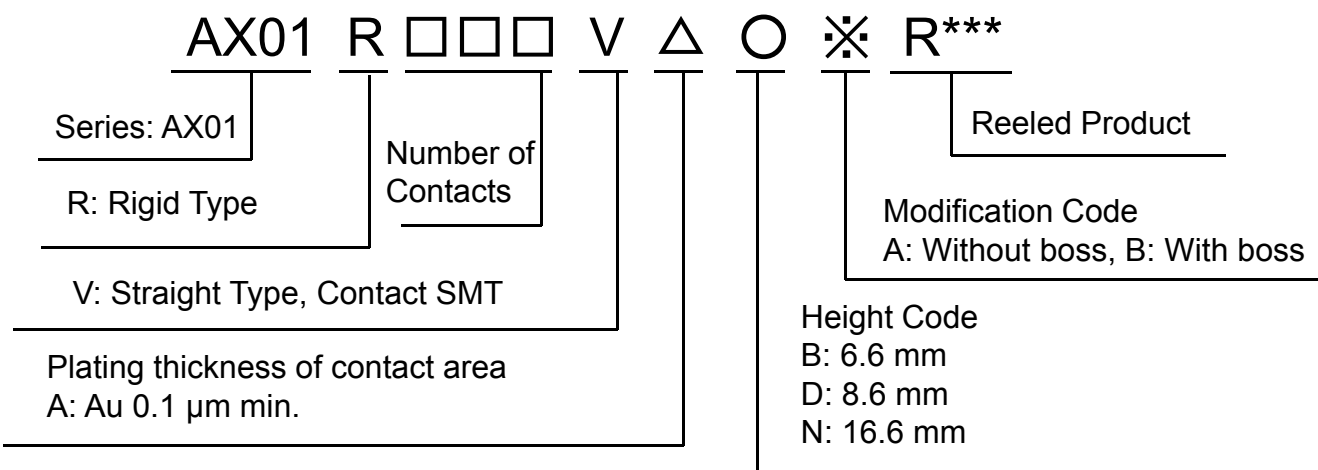 AX01 R □□□ V △ ○ ※ R***
Series: AX01
Reeled Product
Number of
Contacts
R: Rigid Type
Modification Code
A: Without boss, B: With boss
V: Straight Type, Contact SMT
Height Code
B: 6.6 mm
D: 8.6 mm
N: 16.6 mm
Plating thickness of contact area
A: Au 0.1 μm min.